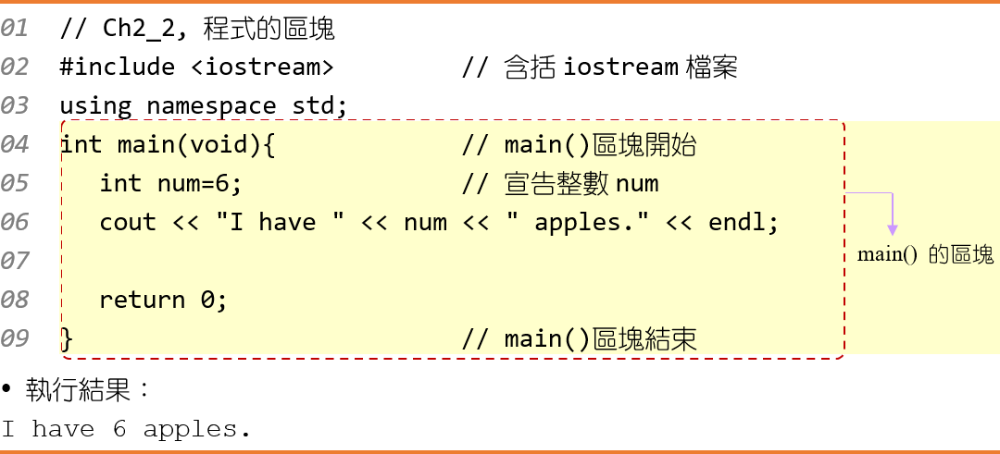 01 // Ch2_2, 程式的區塊
02 #include <iostream> // 含括 iostream 檔案
03 using namespace std;
04 int main(void){ // main()區塊開始
05 int num=6; // 宣告整數 num
06 cout << "I have " << num << " apples." << endl;
07
08 return 0;
09 } // main()區塊結束
main() 的區塊
• 執行結果：
I have 6 apples.